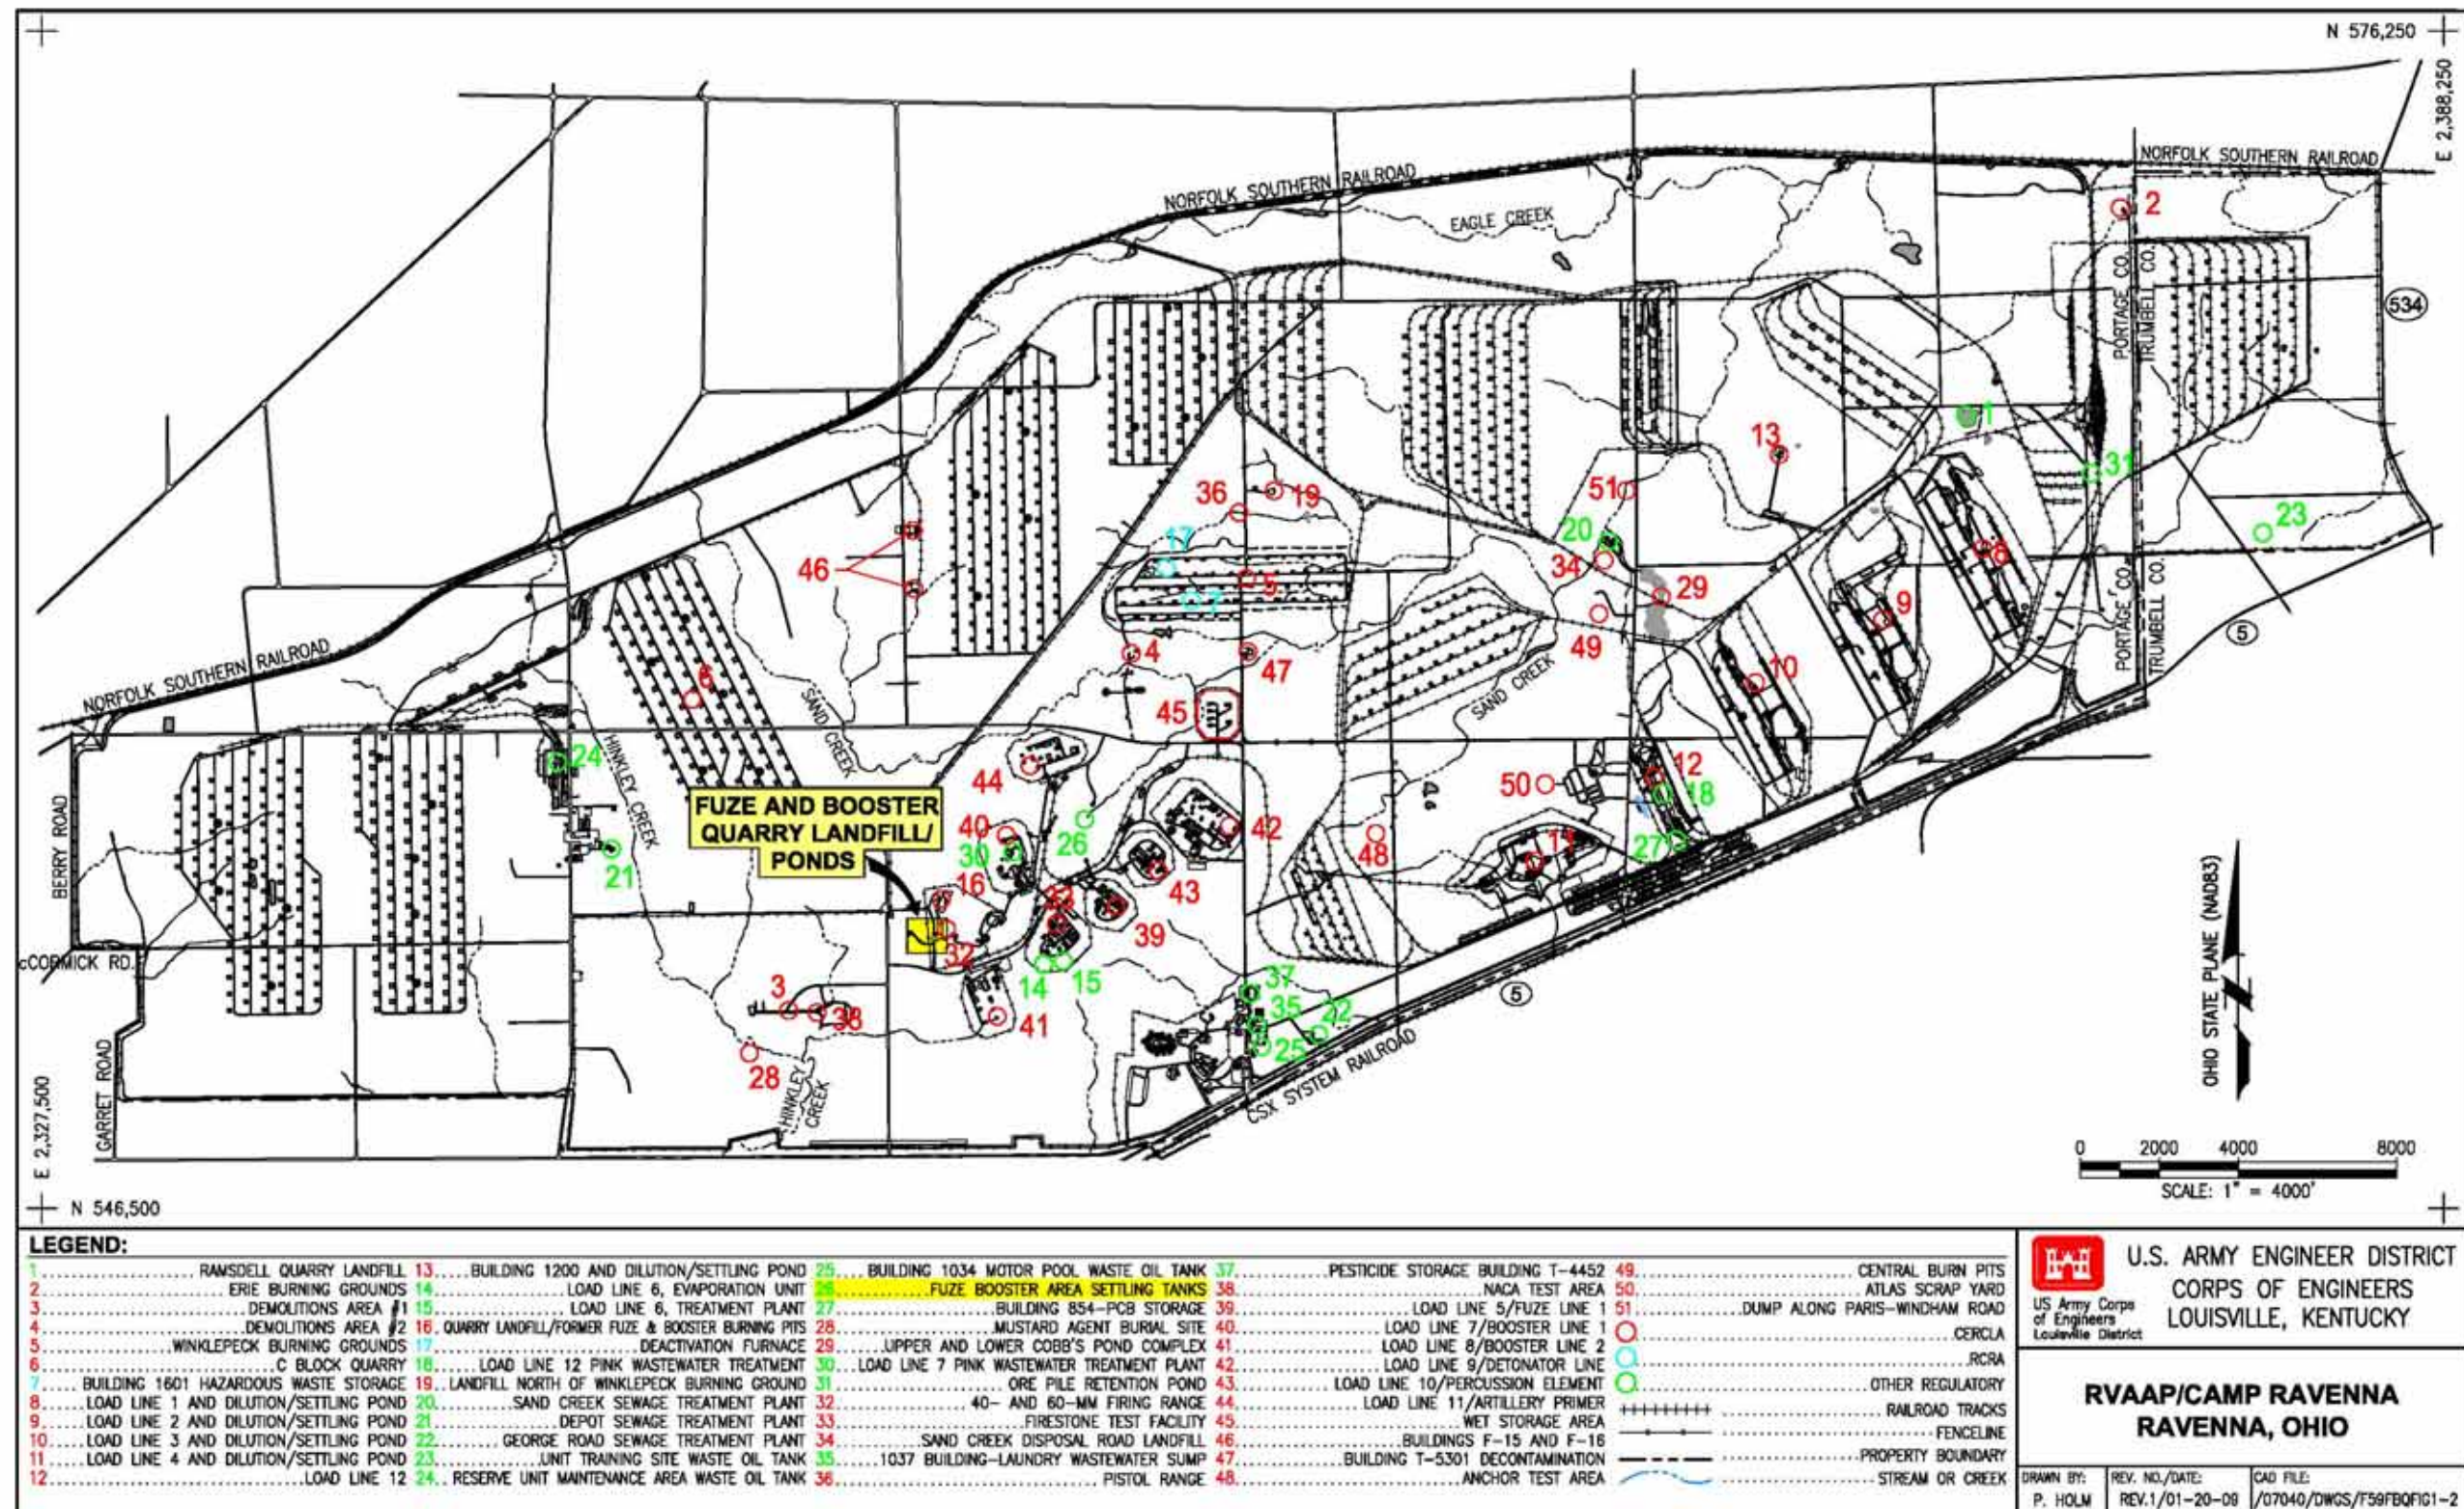 N 576,250
E 2,388,250
NORFOLK SOUTHERN RAILROAD
NORFOLK SOUTHERN RAILROAD
EAGLE CREEK
2
534
PORTAGE CO.
TRUMBELL CO.
1
13
31
51
36
19
23
20
17
46
34
8
5
29
7
9
49
PORTAGE CO.
TRUMBELL CO.
5
4
47
10
NORFOLK SOUTHERN RAILROAD
6
SAND CREEK
45
SAND CREEK
24
HINKLEY CREEK
44
12
50
18
FUZE AND BOOSTER
QUARRY LANDFILL/
PONDS
40
26
42
BERRY ROAD
30
48
11
27
21
16
43
33
39
32
cCORMICK RD.
14
15
37
5
3
38
41
35
22
25
28
CSX SYSTEM RAILROAD
HINKLEY
CREEK
GARRET ROAD
OHIO STATE PLANE (NAD83)
E 2,327,500
N 546,500
0 2000 4000 8000
SCALE: 1" = 4000'
LEGEND:
1 RAMSDELL QUARRY LANDFILL
2 ERIE BURNING GROUNDS
3 DEMOLITIONS AREA #1
4 DEMOLITIONS AREA #2
5 WINKLEPECK BURNING GROUNDS
6 C BLOCK QUARRY
7 BUILDING 1601 HAZARDOUS WASTE STORAGE
8 LOAD LINE 1 AND DILUTION/SETTLING POND
9 LOAD LINE 2 AND DILUTION/SETTLING POND
10 LOAD LINE 3 AND DILUTION/SETTLING POND
11 LOAD LINE 4 AND DILUTION/SETTLING POND
12 LOAD LINE 12
13 BUILDING 1200 AND DILUTION/SETTLING POND
14 LOAD LINE 6, EVAPORATION UNIT
15 LOAD LINE 6, TREATMENT PLANT
16 QUARRY LANDFILL/FORMER FUZE & BOOSTER BURNING PITS
17 DEACTIVATION FURNACE
18 LOAD LINE 12 PINK WASTEWATER TREATMENT
19 LANDFILL NORTH OF WINKLEPECK BURNING GROUND
20 SAND CREEK SEWAGE TREATMENT PLANT
21 DEPOT SEWAGE TREATMENT PLANT
22 GEORGE ROAD SEWAGE TREATMENT PLANT
23 UNIT TRAINING SITE WASTE OIL TANK
24 RESERVE UNIT MAINTENANCE AREA WASTE OIL TANK
25 BUILDING 1034 MOTOR POOL WASTE OIL TANK
26 FUZE BOOSTER AREA SETTLING TANKS
27 BUILDING 854-PCB STORAGE
28 MUSTARD AGENT BURIAL SITE
29 UPPER AND LOWER COBB'S POND COMPLEX
30 LOAD LINE 7 PINK WASTEWATER TREATMENT PLANT
31 ORE PILE RETENTION POND
32 40- AND 60-MM FIRING RANGE
33 FIRESTONE TEST FACILITY
34 SAND CREEK DISPOSAL ROAD LANDFILL
35 1037 BUILDING-LAUNDRY WASTEWATER SUMP
36 PISTOL RANGE
37 PESTICIDE STORAGE BUILDING T-4452
38 NACA TEST AREA
39 LOAD LINE 5/FUZE LINE 1
40 LOAD LINE 7/BOOSTER LINE 1
41 LOAD LINE 8/BOOSTER LINE 2
42 LOAD LINE 9/DETONATOR LINE
43 LOAD LINE 10/PERCUSSION ELEMENT
44 LOAD LINE 11/ARTILLERY PRIMER
45 WET STORAGE AREA
46 BUILDINGS F-15 AND F-16
47 BUILDING T-5301 DECONTAMINATION
48 ANCHOR TEST AREA
49 CENTRAL BURN PITS
50 ATLAS SCRAP YARD
51 DUMP ALONG PARIS-WINDHAM ROAD
CERCLA
RCRA
OTHER REGULATORY
RAILROAD TRACKS
FENCELINE
PROPERTY BOUNDARY
STREAM OR CREEK
US Army Corps
of Engineers
Louisville District
U.S. ARMY ENGINEER DISTRICT
CORPS OF ENGINEERS
LOUISVILLE, KENTUCKY
RVAAP/CAMP RAVENNA
RAVENNA, OHIO
DRAWN BY:
P. HOLM
REV. NO./DATE:
REV.1/01-20-09
CAD FILE:
/07040/DWGS/F59FBQFIG1-2